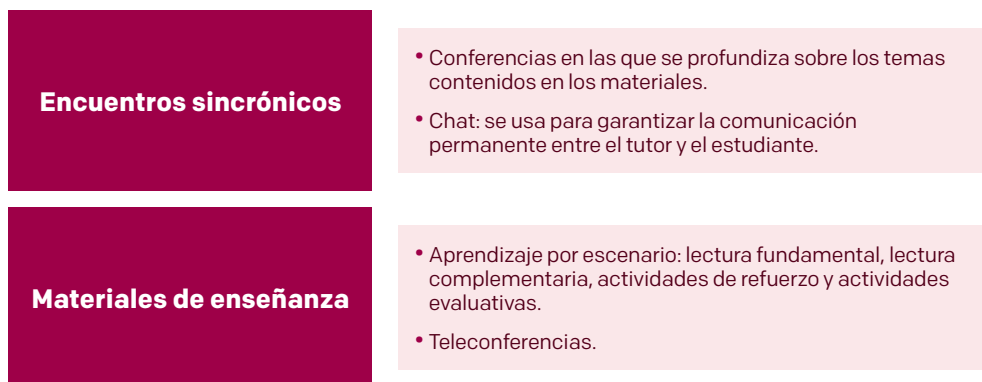 Encuentros sincrónicos
• Conferencias en las que se profundiza sobre los temas
contenidos en los materiales.
• Chat: se usa para garantizar la comunicación
permanente entre el tutor y el estudiante.
Materiales de enseñanza
• Aprendizaje por escenario: lectura fundamental, lectura
complementaria, actividades de refuerzo y actividades
evaluativas.
• Teleconferencias.